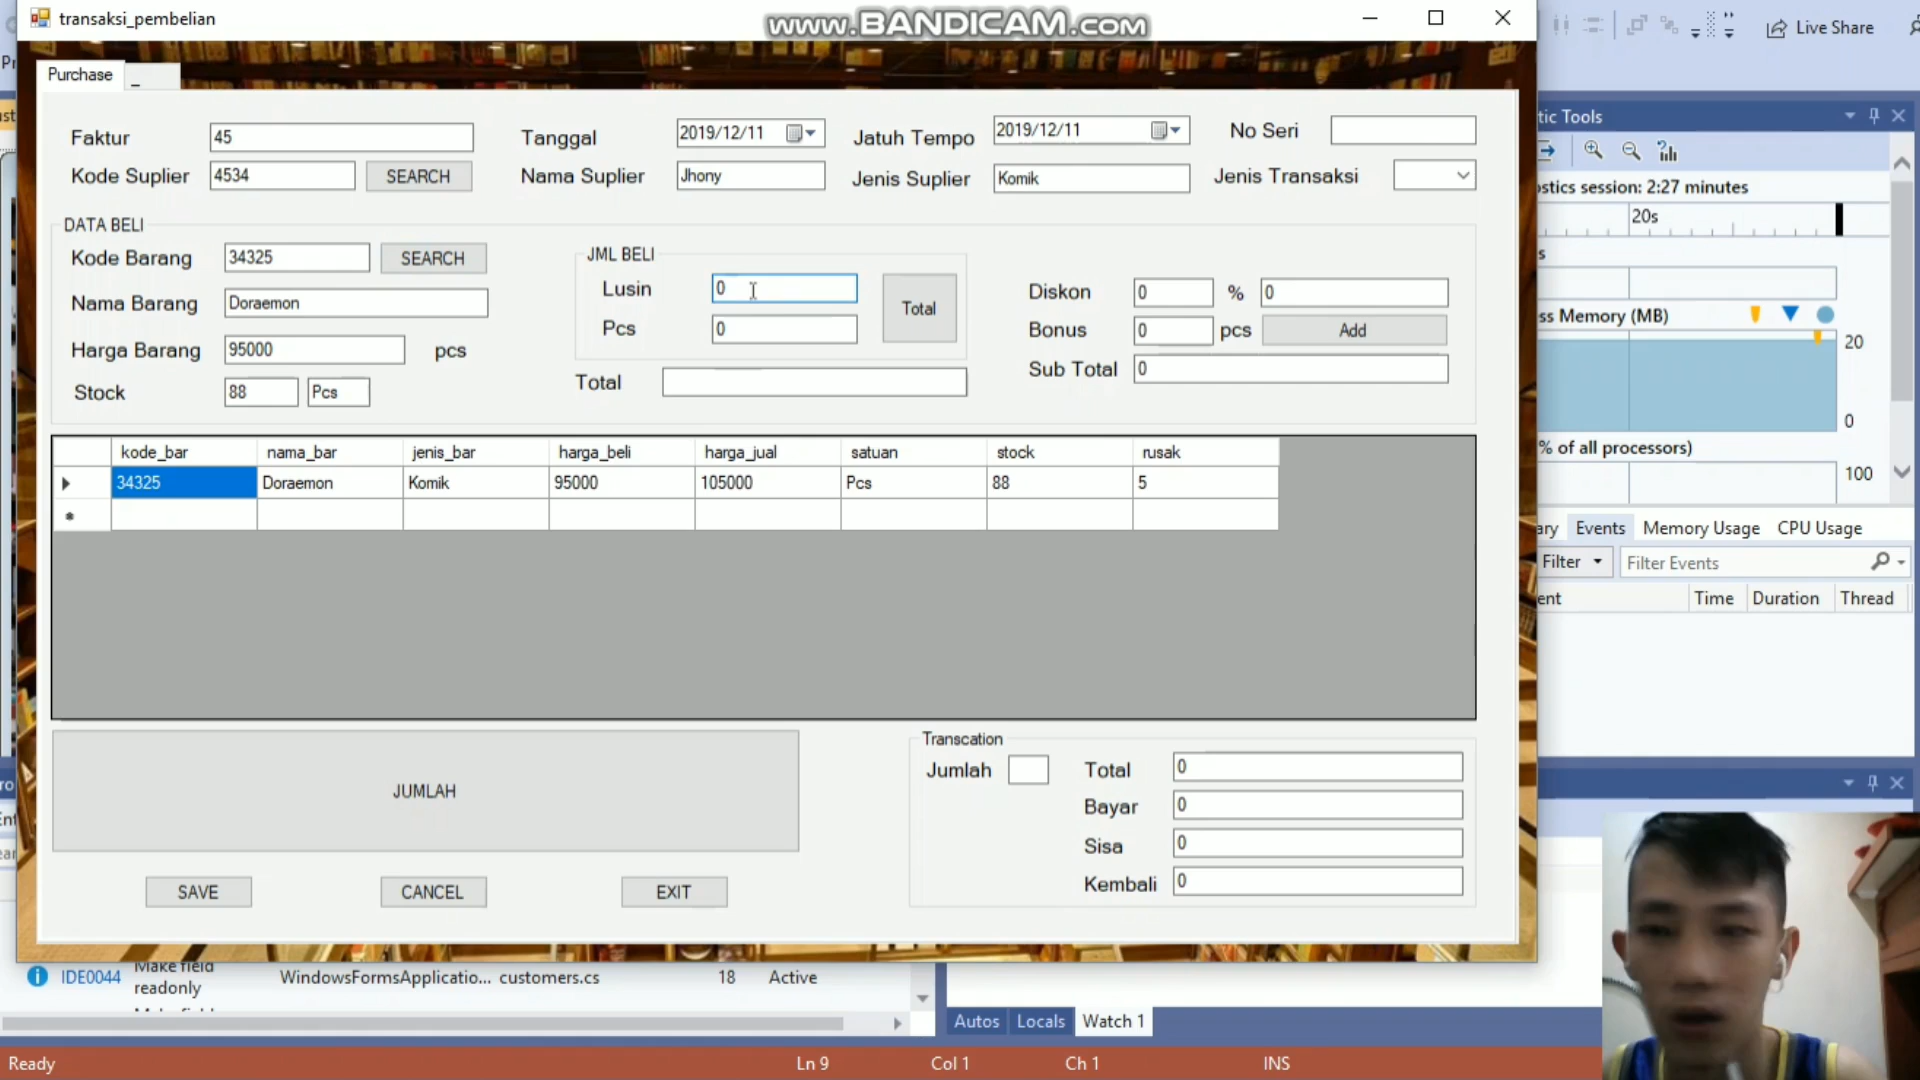 transaksi_pembelian
www.BANDICAM.com
Live Share
Purchase
_
Faktur 45 Tanggal 2019/12/11 Jatuh Tempo 2019/12/11 No Seri
Kode Suplier 4534 SEARCH Nama Suplier Jhony Jenis Suplier Komik Jenis Transaksi
DATA BELI
Kode Barang 34325 SEARCH
Nama Barang Doraemon
Harga Barang 95000 pcs
Stock 88 Pcs
JML BELI
Lusin 0
Pcs 0
Total
Total
Diskon 0 % 0
Bonus 0 pcs Add
Sub Total 0
kode_bar nama_bar jenis_bar harga_beli harga_jual satuan stock rusak
34325 Doraemon Komik 95000 105000 Pcs 88 5
JUMLAH
SAVE CANCEL EXIT
Transcation
Jumlah
Total 0
Bayar 0
Sisa 0
Kembali 0
tic Tools
ostics session: 2:27 minutes
20s
s
ss Memory (MB)
20
0
% of all processors)
100
ary Events Memory Usage CPU Usage
Filter Filter Events
ent Time Duration Thread
IDE0044 Make field readonly WindowsFormsApplicatio... customers.cs 18 Active
Autos Locals Watch 1
Ready Ln 9 Col 1 Ch 1 INS